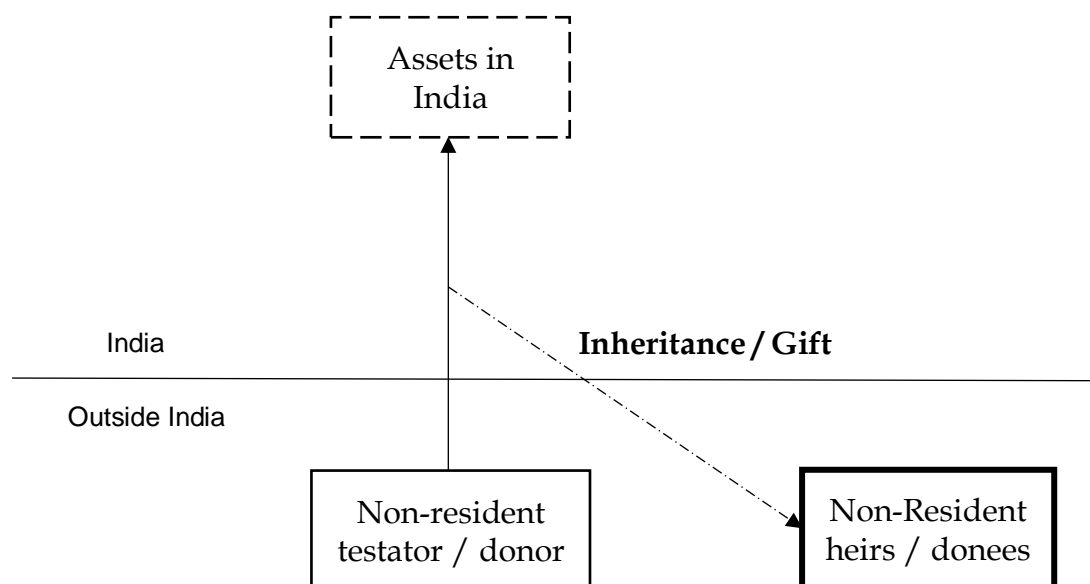 Assets in
India
India
Inheritance / Gift
Outside India
Non-resident
testator / donor
Non-Resident
heirs / donees